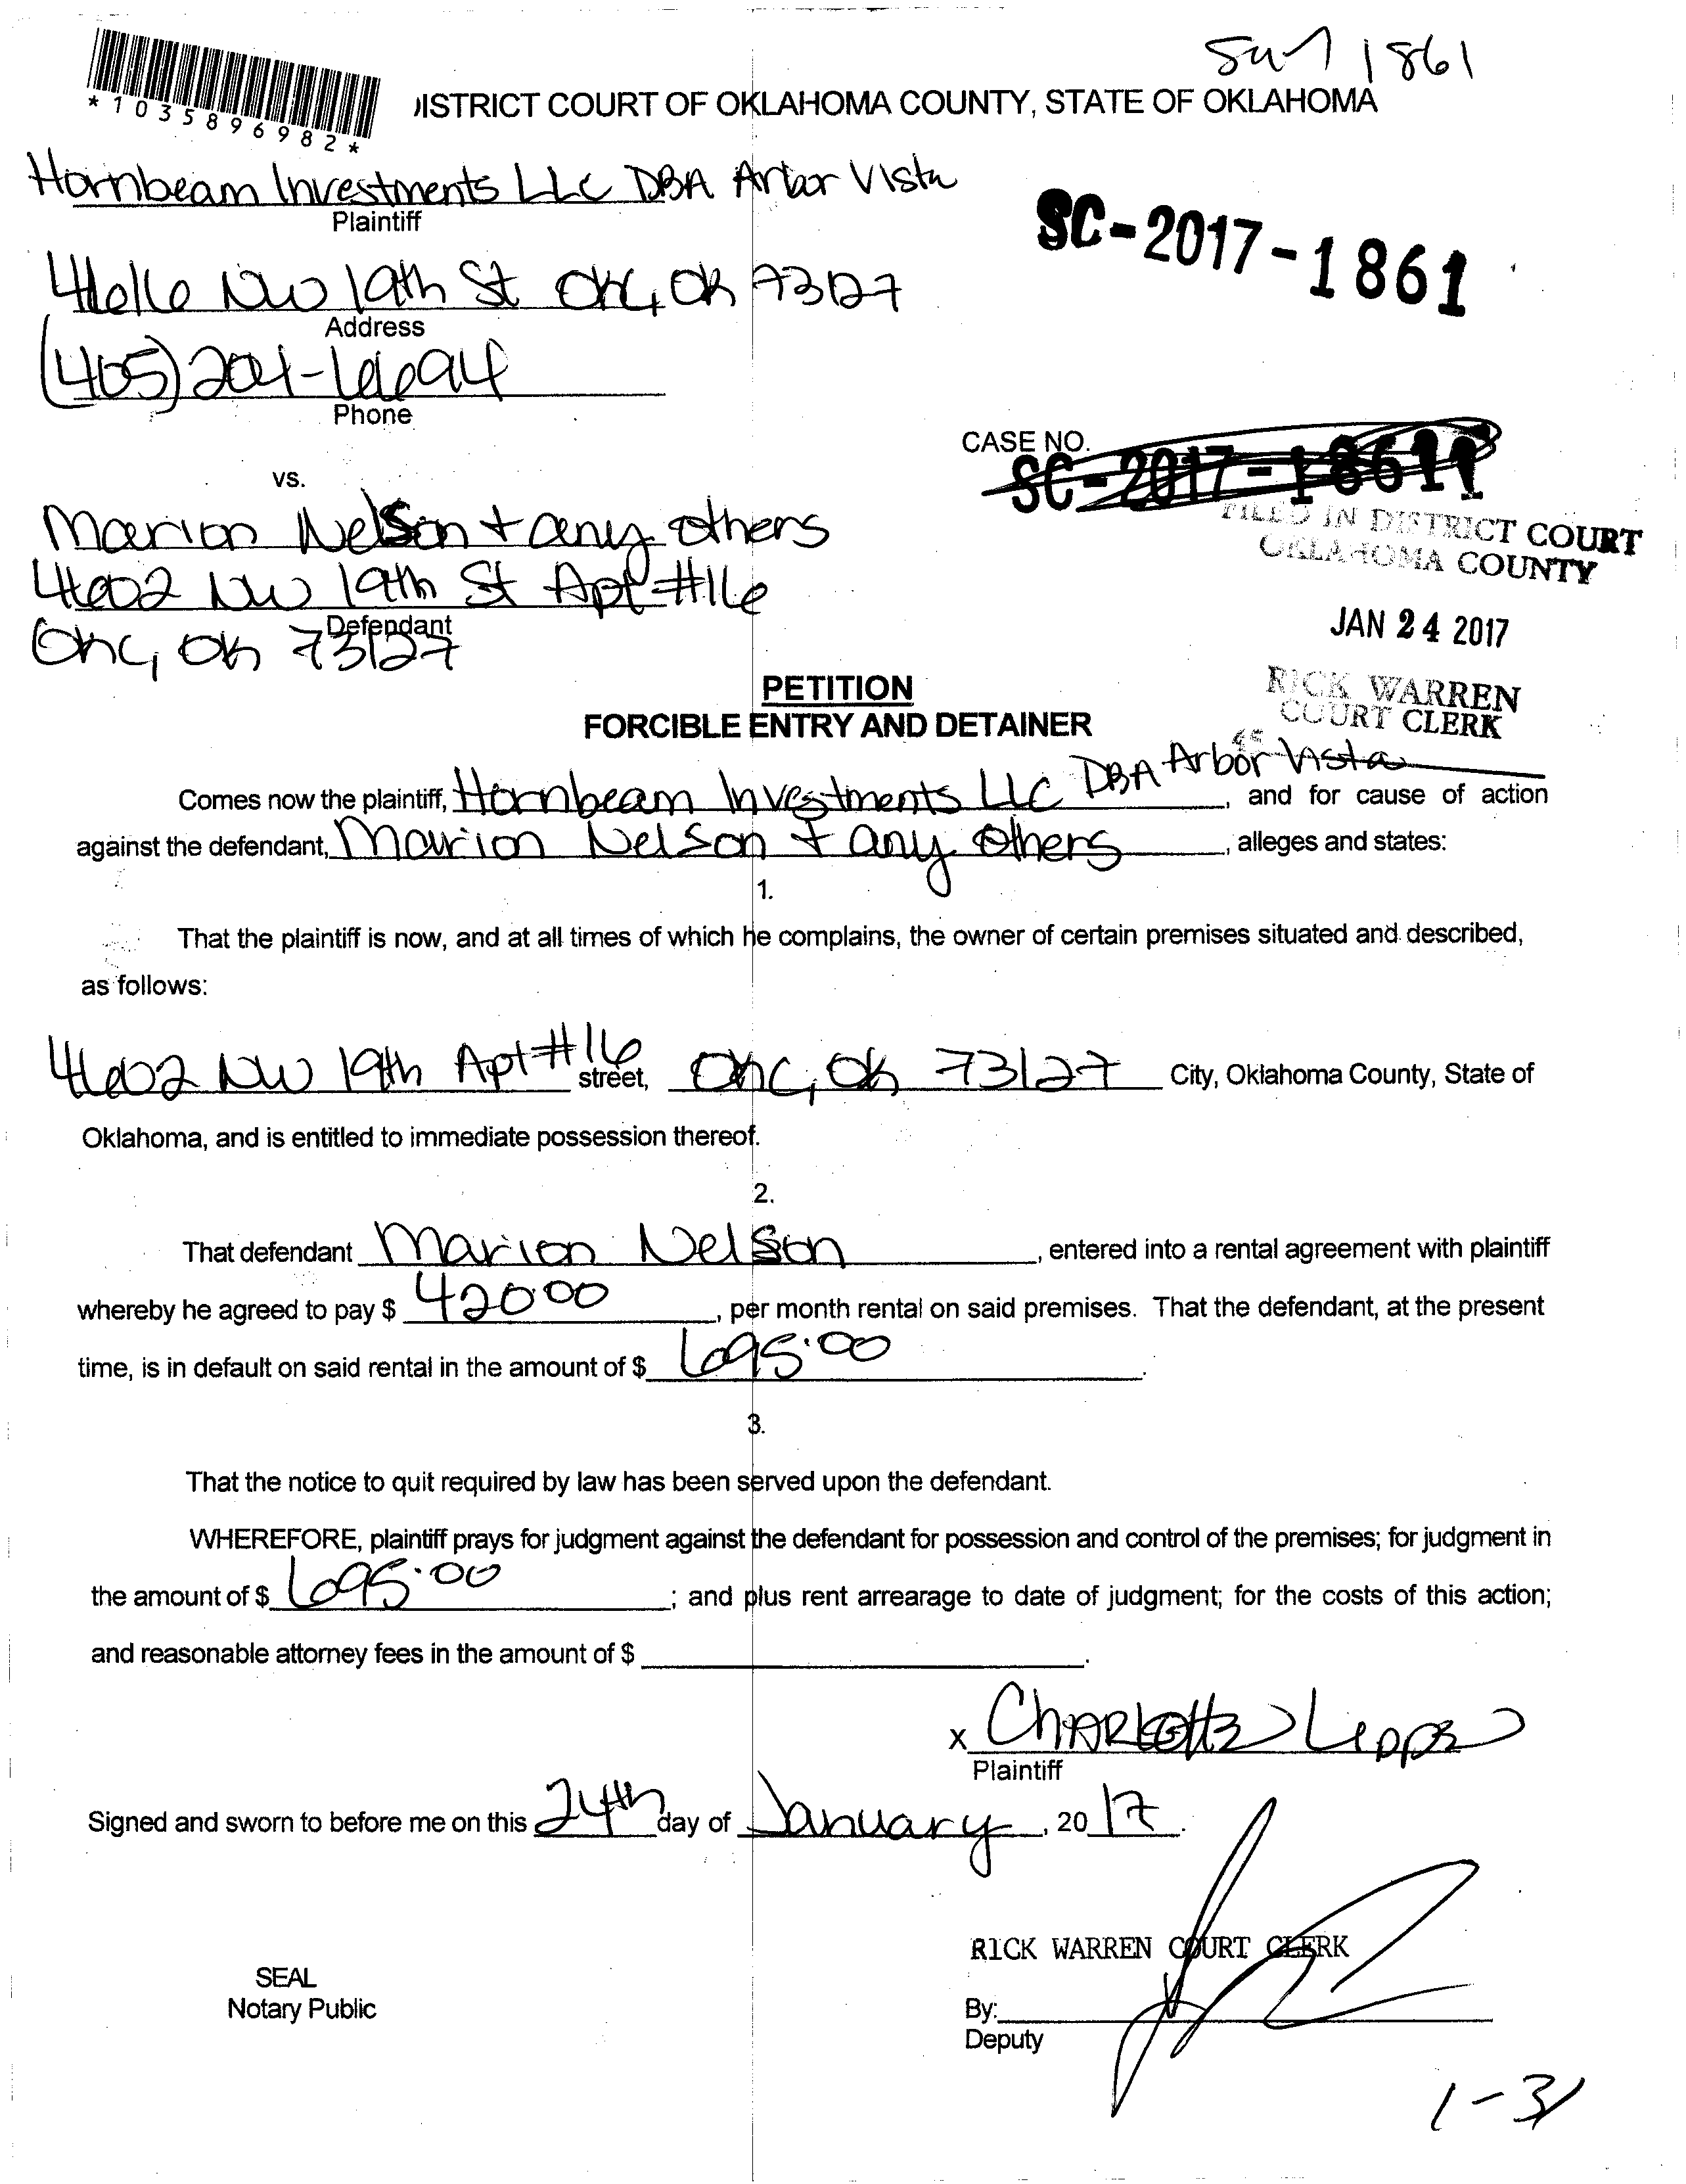 Sm7 1861
*1035896982*
DISTRICT COURT OF OKLAHOMA COUNTY, STATE OF OKLAHOMA
Hornbeam Investments LLC DBA Arbor Vista
Plaintiff
SC-2017-1861
4616 NW 19th St OKC, OK 73127
Address
(405) 204-6694
Phone
CASE NO.
SC-2017-1861
vs.
FILED IN DISTRICT COURT
OKLAHOMA COUNTY
Marion Nelson + any others
4602 NW 19th St Apt #16
Defendant
OKC, OK 73127
JAN 24 2017
RICK WARREN
COURT CLERK
45
PETITION
FORCIBLE ENTRY AND DETAINER
Comes now the plaintiff, Hornbeam Investments LLC DBA Arbor Vista, and for cause of action
against the defendant, Marion Nelson + any others, alleges and states:
1.
That the plaintiff is now, and at all times of which he complains, the owner of certain premises situated and described,
as follows:
4602 NW 19th Apt #16 street, OKC, OK 73127 City, Oklahoma County, State of
Oklahoma, and is entitled to immediate possession thereof.
2.
That defendant Marion Nelson, entered into a rental agreement with plaintiff
whereby he agreed to pay $ 420.00, per month rental on said premises. That the defendant, at the present
time, is in default on said rental in the amount of $ 695.00.
3.
That the notice to quit required by law has been served upon the defendant.
WHEREFORE, plaintiff prays for judgment against the defendant for possession and control of the premises; for judgment in
the amount of $ 695.00; and plus rent arrearage to date of judgment; for the costs of this action;
and reasonable attorney fees in the amount of $
x Charlotte Lepps
Plaintiff
Signed and sworn to before me on this 24th day of January, 2017.
RICK WARREN COURT CLERK
SEAL
Notary Public
By:
Deputy
1-31